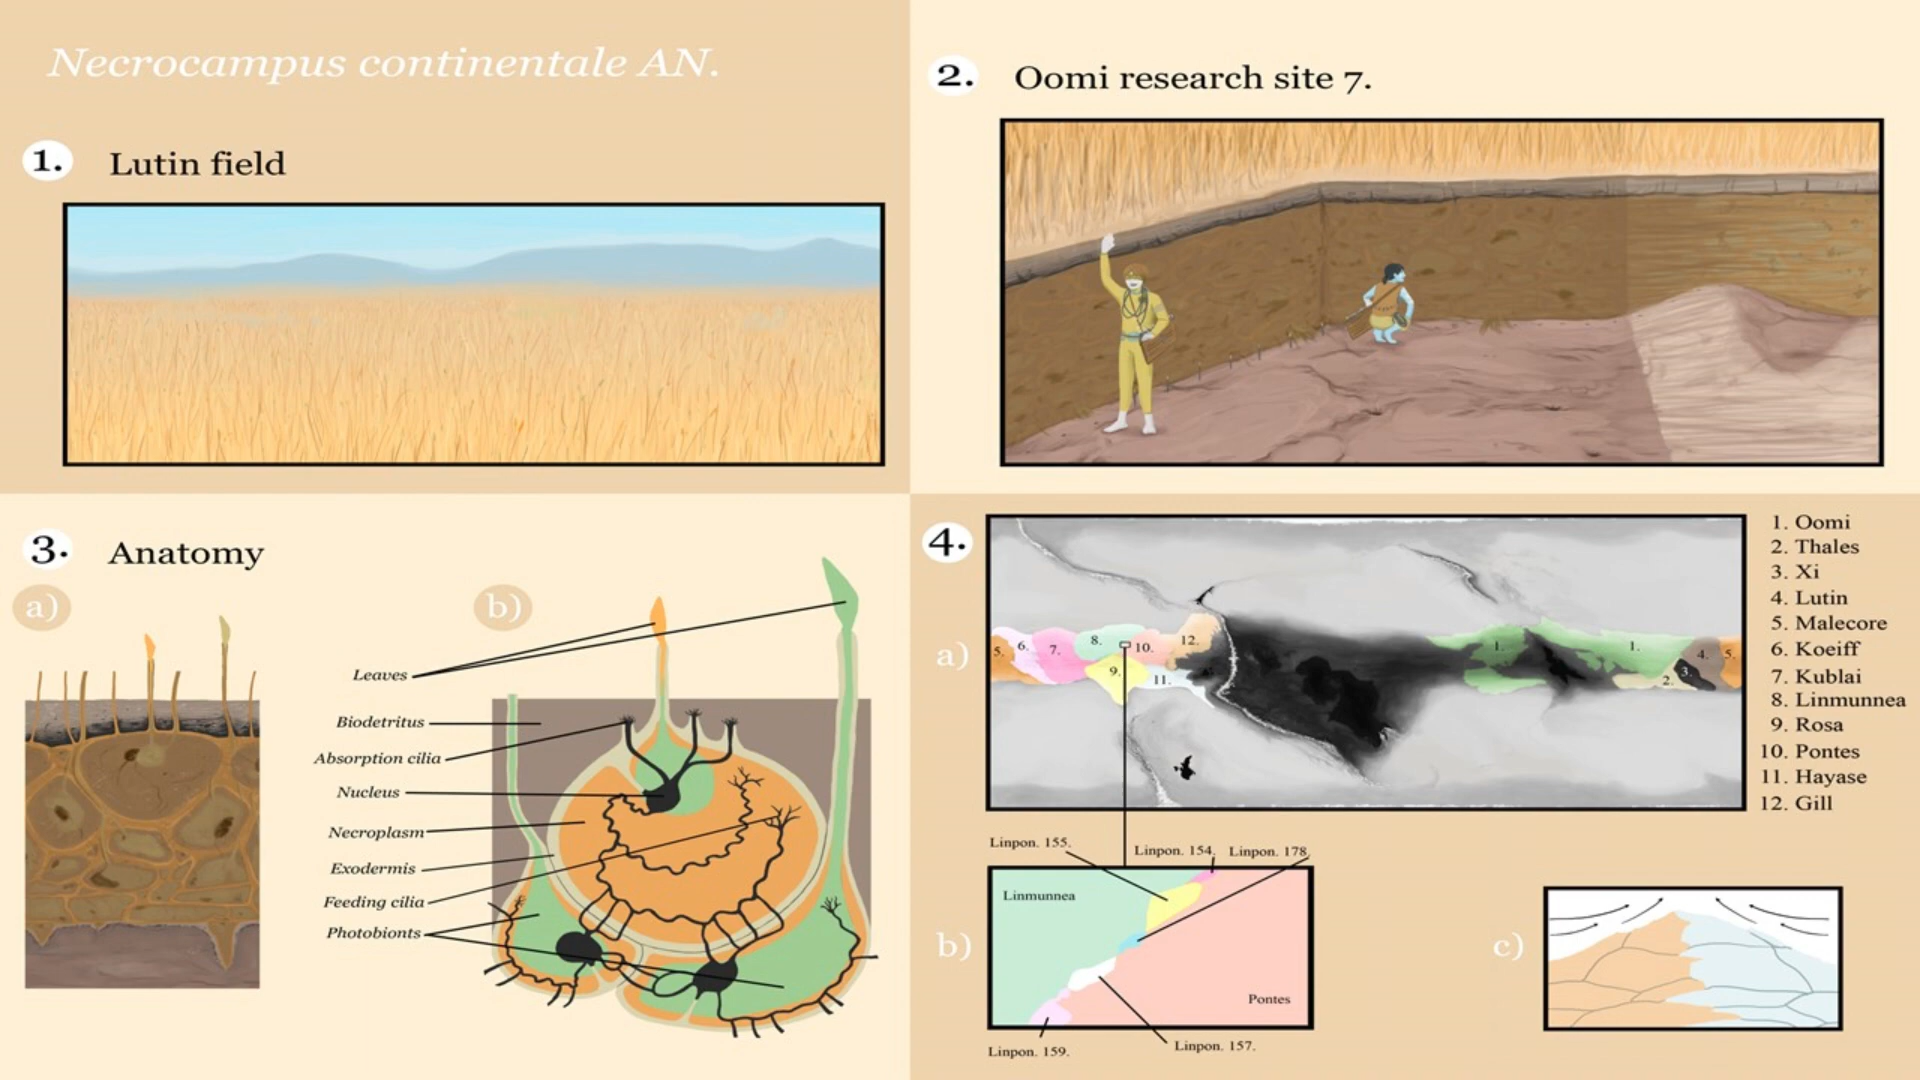 Necrocampus continentale AN.
1. Lutin field
2. Oomi research site 7.
3. Anatomy
a)
b)
Leaves
Biodetritus
Absorption cilia
Nucleus
Necroplasm
Exodermis
Feeding cilia
Photobionts
4.
a)
5. 6. 7. 8. 9. 10. 11. 12. 1. 1. 2. 3. 4. 5.
1. Oomi
2. Thales
3. Xi
4. Lutin
5. Malecore
6. Koeiff
7. Kublai
8. Linmunnea
9. Rosa
10. Pontes
11. Hayase
12. Gill
b)
Linpon. 155.
Linpon. 154.
Linpon. 178.
Linmunnea
Pontes
Linpon. 159.
Linpon. 157.
c)